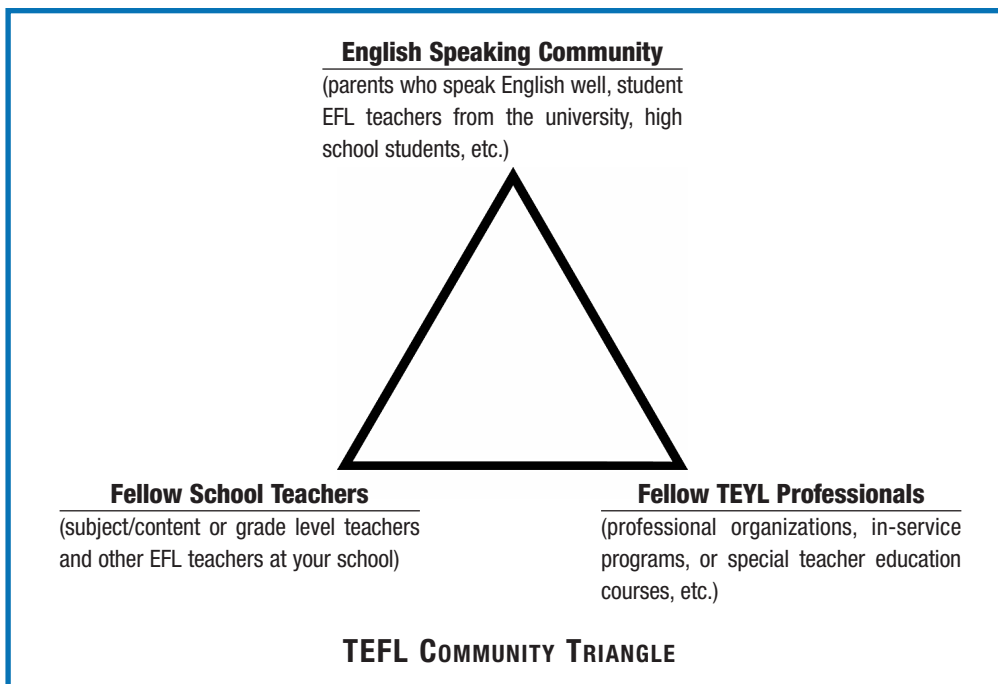 English Speaking Community
(parents who speak English well, student
EFL teachers from the university, high
school students, etc.)
Fellow School Teachers
(subject/content or grade level teachers
and other EFL teachers at your school)
Fellow TEYL Professionals
(professional organizations, in-service
programs, or special teacher education
courses, etc.)
TEFL COMMUNITY TRIANGLE